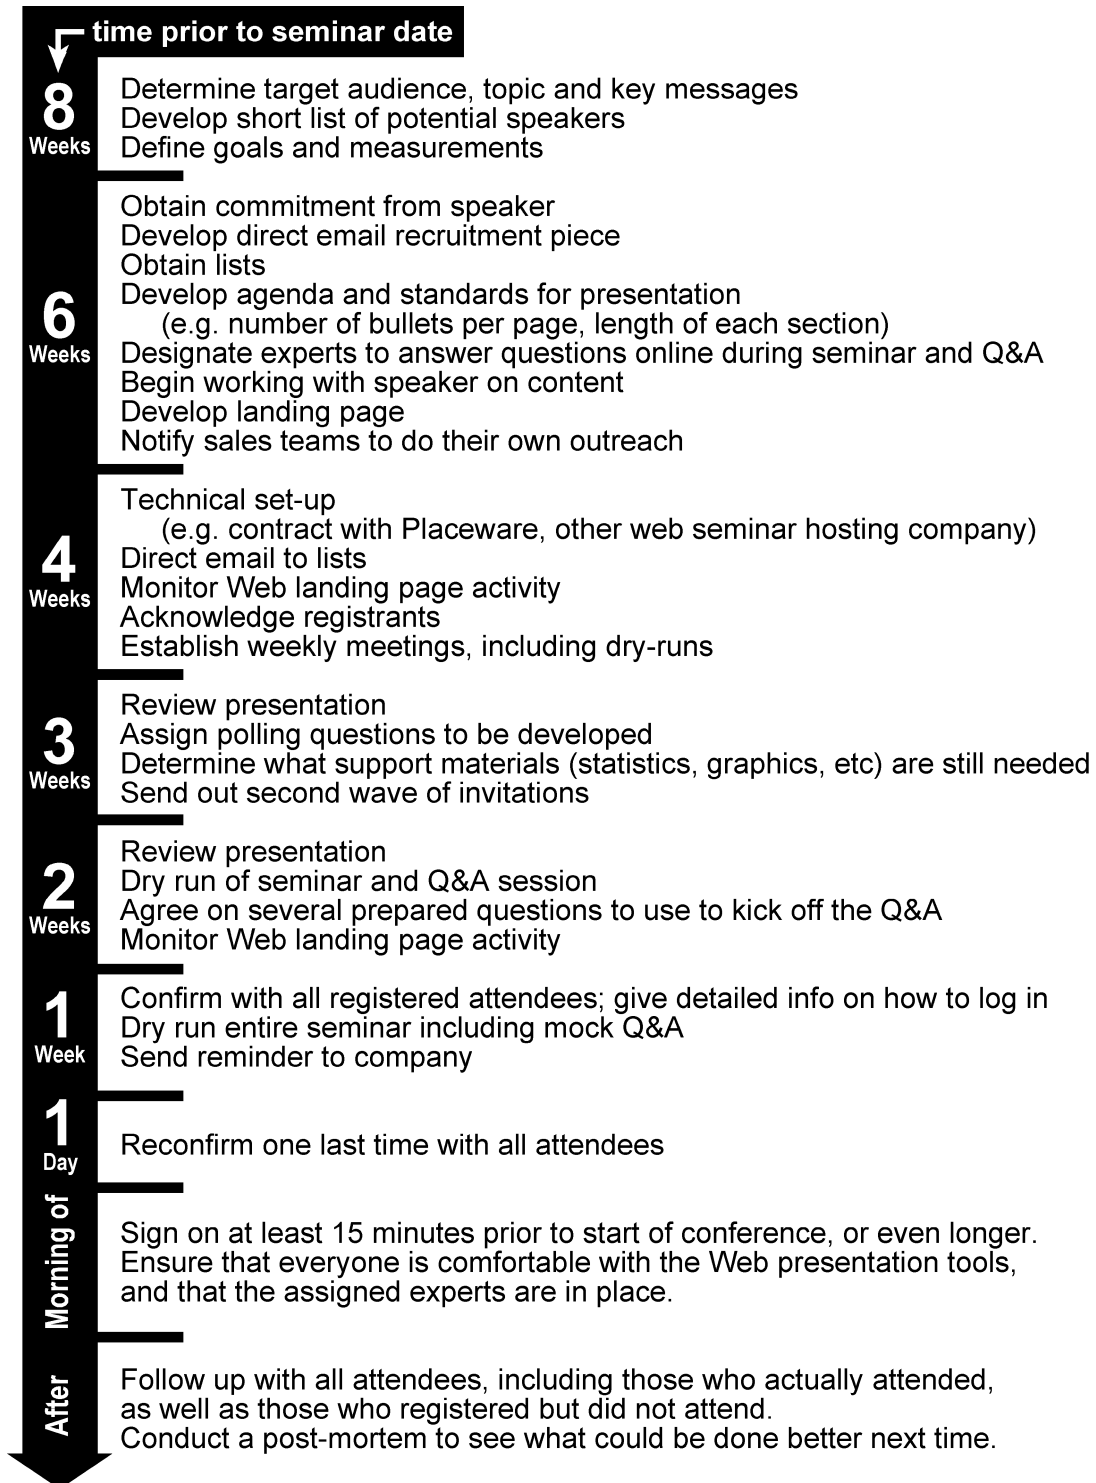 time prior to seminar date
8
Weeks
Determine target audience, topic and key messages
Develop short list of potential speakers
Define goals and measurements
6
Weeks
Obtain commitment from speaker
Develop direct email recruitment piece
Obtain lists
Develop agenda and standards for presentation
(e.g. number of bullets per page, length of each section)
Designate experts to answer questions online during seminar and Q&A
Begin working with speaker on content
Develop landing page
Notify sales teams to do their own outreach
4
Weeks
Technical set-up
(e.g. contract with Placeware, other web seminar hosting company)
Direct email to lists
Monitor Web landing page activity
Acknowledge registrants
Establish weekly meetings, including dry-runs
3
Weeks
Review presentation
Assign polling questions to be developed
Determine what support materials (statistics, graphics, etc) are still needed
Send out second wave of invitations
2
Weeks
Review presentation
Dry run of seminar and Q&A session
Agree on several prepared questions to use to kick off the Q&A
Monitor Web landing page activity
1
Week
Confirm with all registered attendees; give detailed info on how to log in
Dry run entire seminar including mock Q&A
Send reminder to company
1
Day
Reconfirm one last time with all attendees
Morning of
Sign on at least 15 minutes prior to start of conference, or even longer.
Ensure that everyone is comfortable with the Web presentation tools,
and that the assigned experts are in place.
After
Follow up with all attendees, including those who actually attended,
as well as those who registered but did not attend.
Conduct a post-mortem to see what could be done better next time.